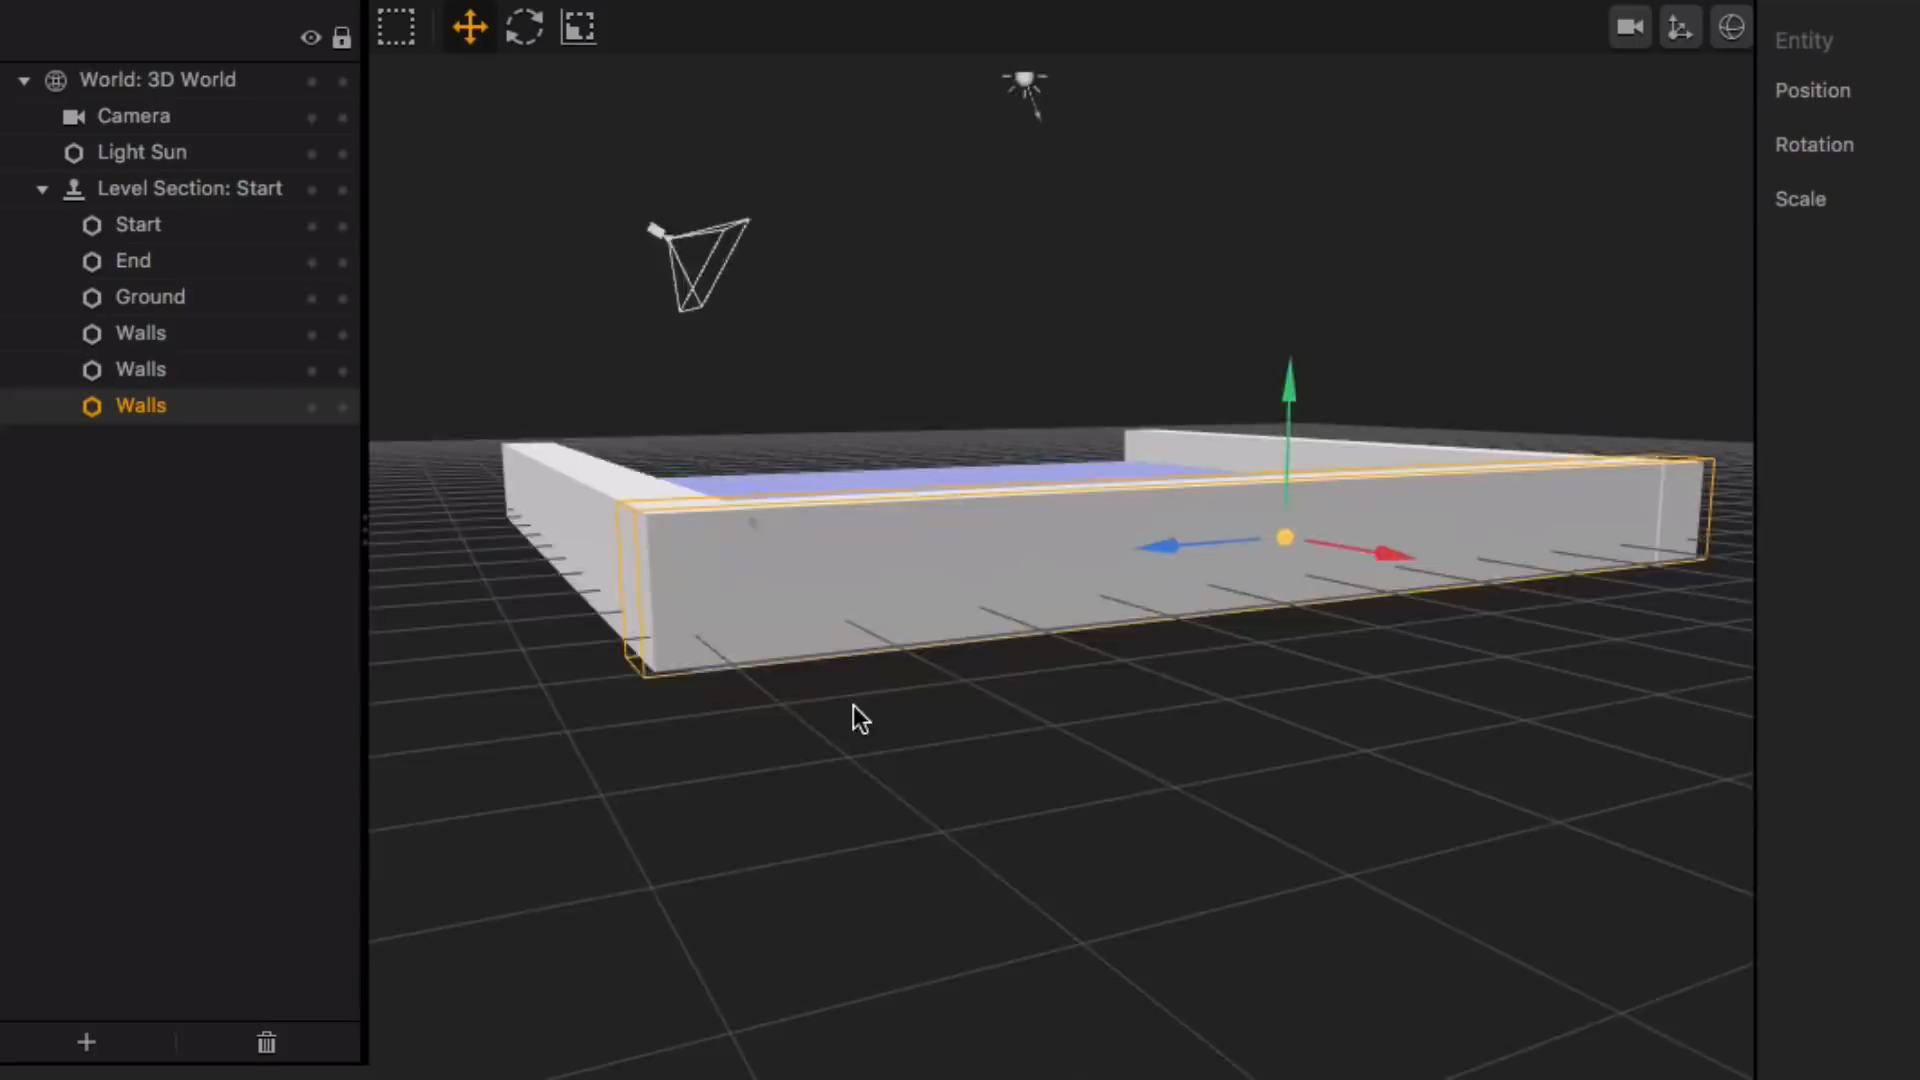 World: 3D World
Camera
Light Sun
Level Section: Start
Start
End
Ground
Walls
Walls
Walls
Entity
Position
Rotation
Scale